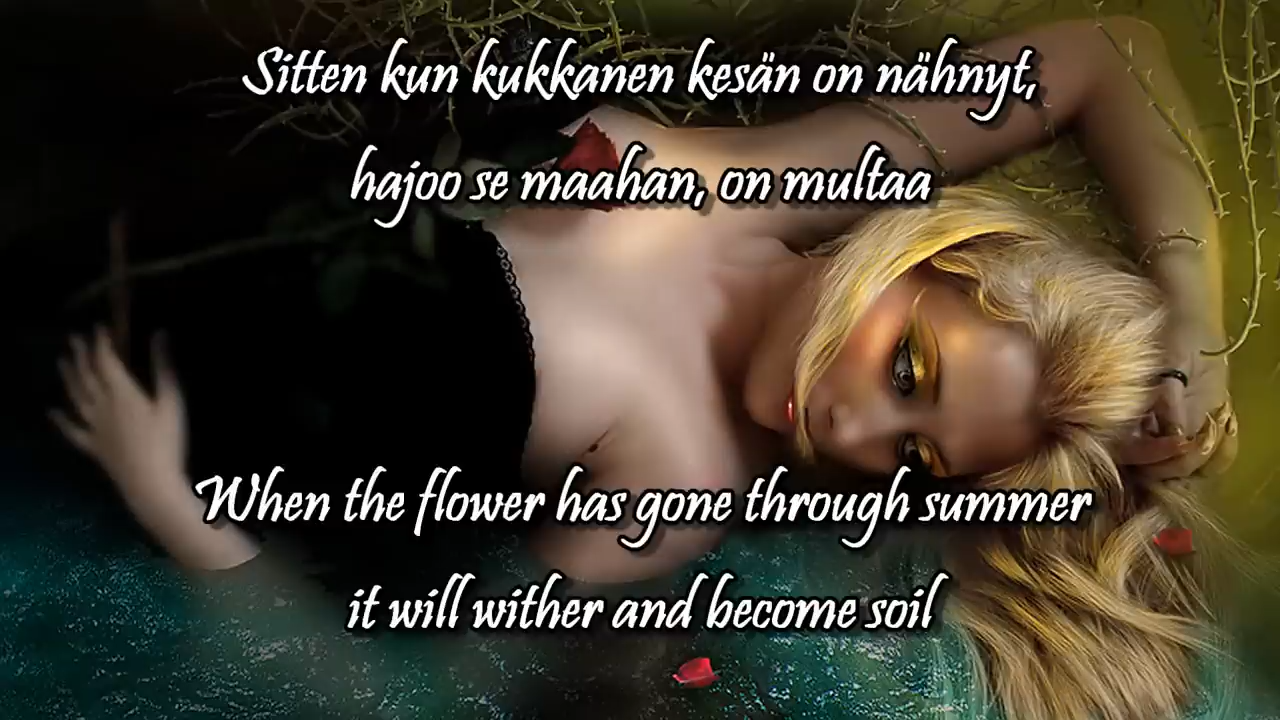 Sitten kun kukkanen kesän on nähnyt,
hajoo se maahan, on multaa
When the flower has gone through summer
it will wither and become soil